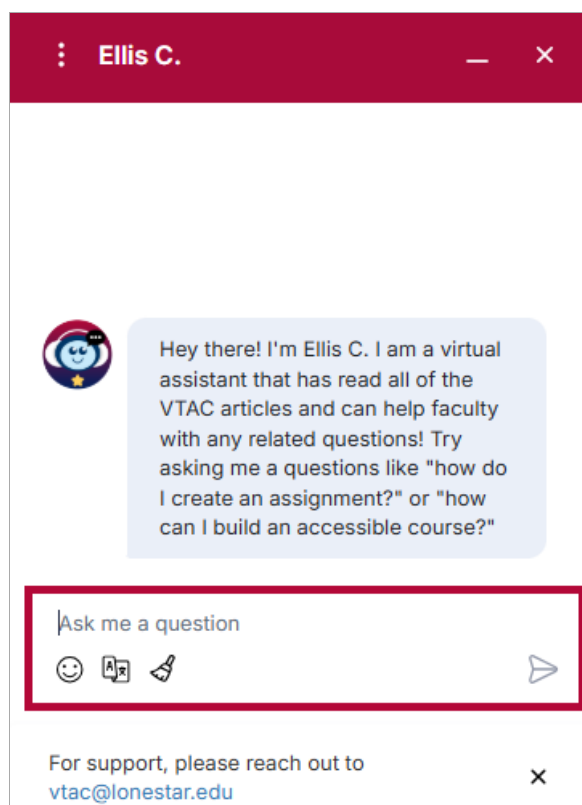 Ellis C.
Hey there! I'm Ellis C. I am a virtual
assistant that has read all of the
VTAC articles and can help faculty
with any related questions! Try
asking me a questions like "how do
I create an assignment?" or "how
can I build an accessible course?"
Ask me a question
For support, please reach out to
vtac@lonestar.edu